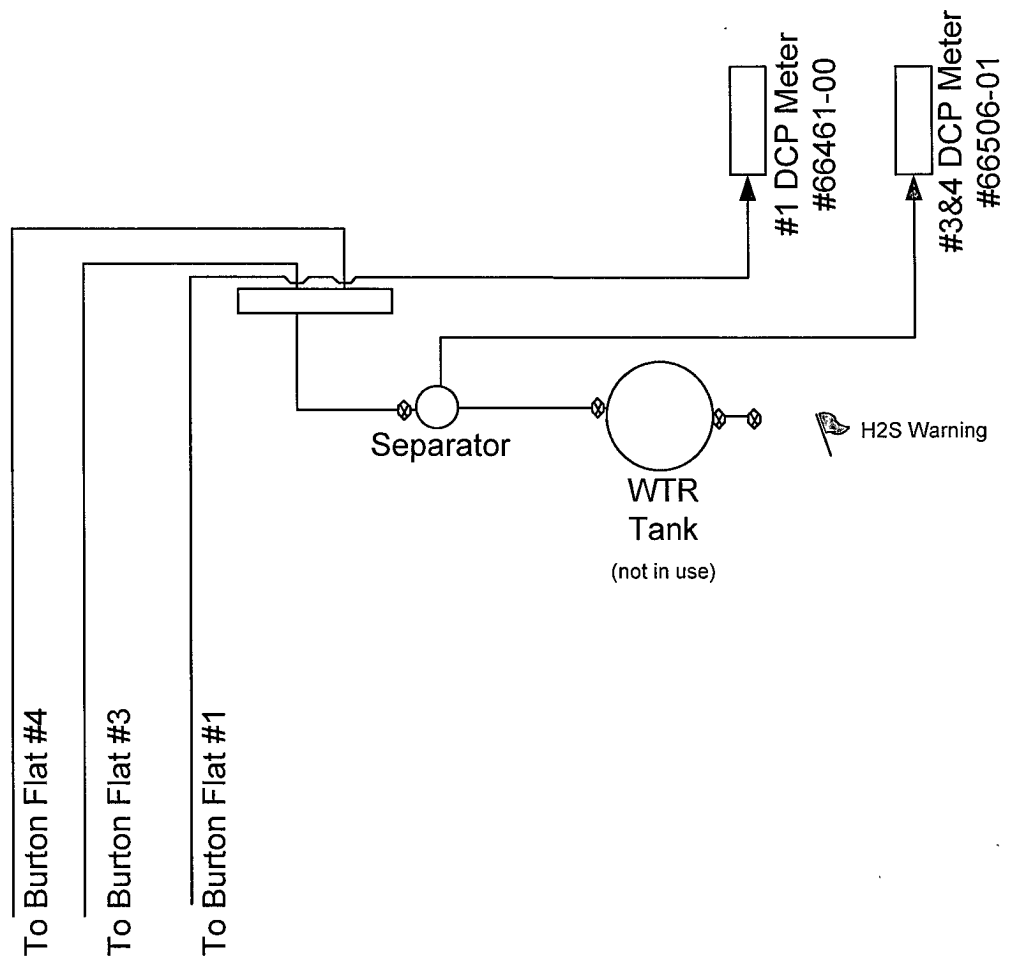 #1 DCP Meter
#66461-00
#3&4 DCP Meter
#66506-01
Separator
H2S Warning
WTR
Tank
(not in use)
To Burton Flat #4
To Burton Flat #3
To Burton Flat #1